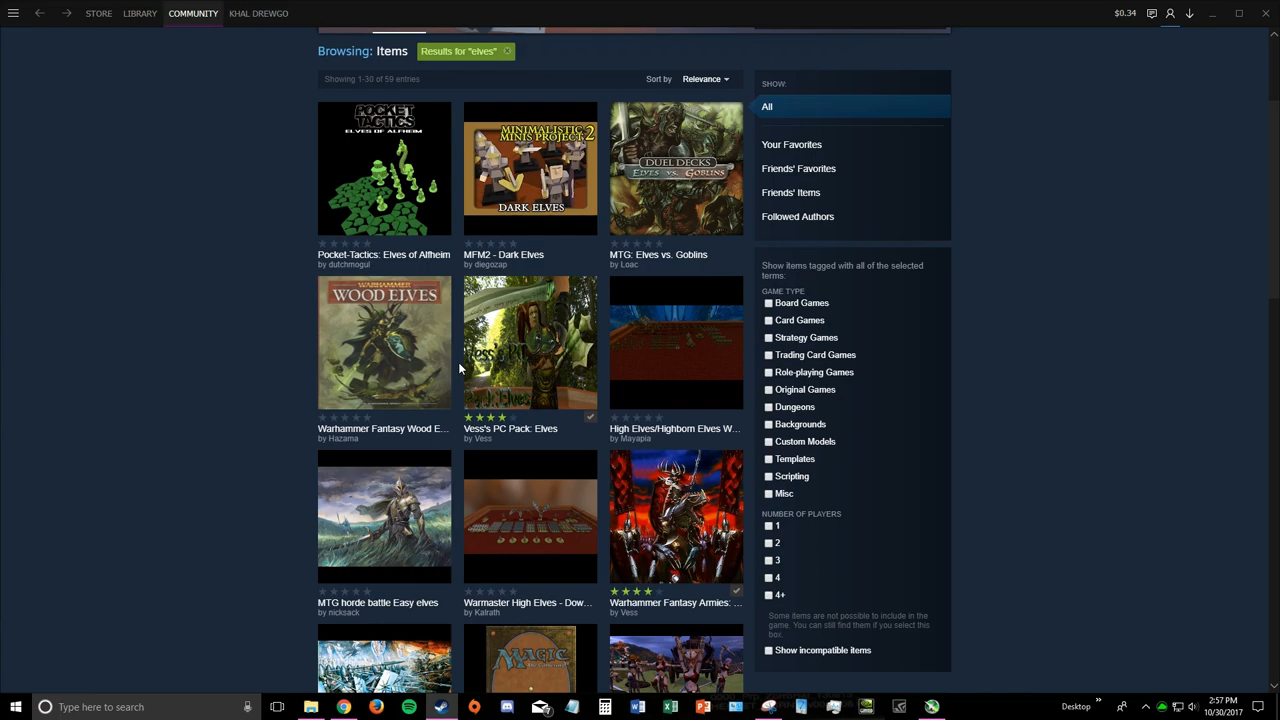 STORE LIBRARY COMMUNITY KHAL DREWGO $0.34
Browsing: Items Results for "elves"
Showing 1-30 of 59 entries Sort by Relevance
POCKET
TACTICS
ELVES OF ALFHEIM
MINIMALISTIC
MINIS PROJECT 2
DARK ELVES
DUEL DECKS
ELVES VS. GOBLINS
Pocket-Tactics: Elves of Alfheim
by dutchmogul
MFM2 - Dark Elves
by diegozap
MTG: Elves vs. Goblins
by Loac
WARHAMMER
WOOD ELVES
Vess's PC
Pack: Elves
Warhammer Fantasy Wood E...
by Hazama
Vess's PC Pack: Elves
by Vess
High Elves/Highborn Elves W...
by Mayapia
MTG horde battle Easy elves
by nicksack
Warmaster High Elves - Dow...
by Kalrath
Warhammer Fantasy Armies: ...
by Vess
MAGIC
SHOW:
All
Your Favorites
Friends' Favorites
Friends' Items
Followed Authors
Show items tagged with all of the selected
terms:
GAME TYPE
Board Games
Card Games
Strategy Games
Trading Card Games
Role-playing Games
Original Games
Dungeons
Backgrounds
Custom Models
Templates
Scripting
Misc
NUMBER OF PLAYERS
1
2
3
4
4+
Some items are not possible to include in the
game. You can still find them if you select this
box.
Show incompatible items
Type here to search
Desktop
2:57 PM
10/30/2017